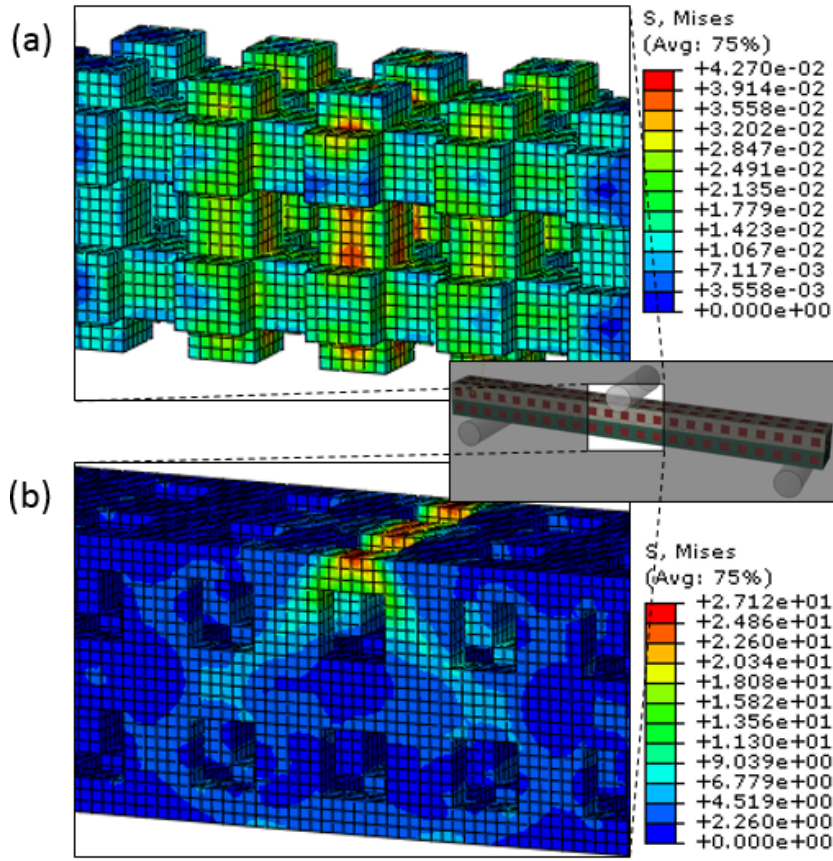 (a)
S, Mises
(Avg: 75%)
+4.270e-02
+3.914e-02
+3.558e-02
+3.202e-02
+2.847e-02
+2.491e-02
+2.135e-02
+1.779e-02
+1.423e-02
+1.067e-02
+7.117e-03
+3.558e-03
+0.000e+00
(b)
S, Mises
(Avg: 75%)
+2.712e+01
+2.486e+01
+2.260e+01
+2.034e+01
+1.808e+01
+1.582e+01
+1.356e+01
+1.130e+01
+9.039e+00
+6.779e+00
+4.519e+00
+2.260e+00
+0.000e+00